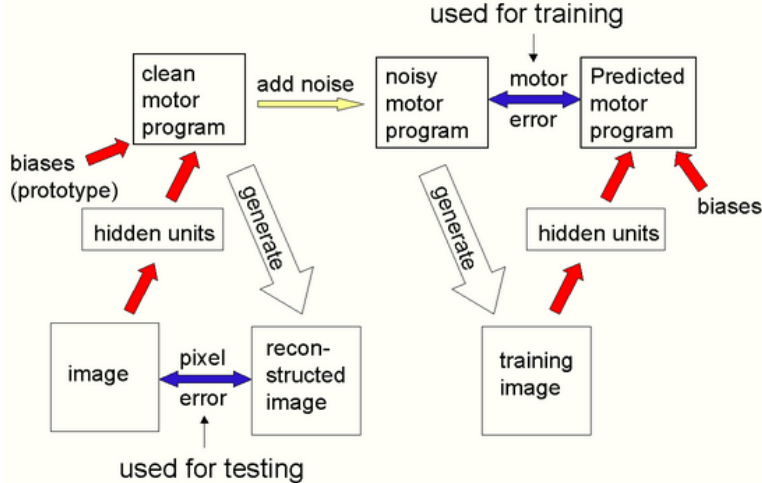 used for training
clean
motor
program
add noise
noisy
motor
program
motor
error
Predicted
motor
program
biases
(prototype)
generate
generate
biases
hidden units
hidden units
image
pixel
error
recon-
structed
image
training
image
used for testing